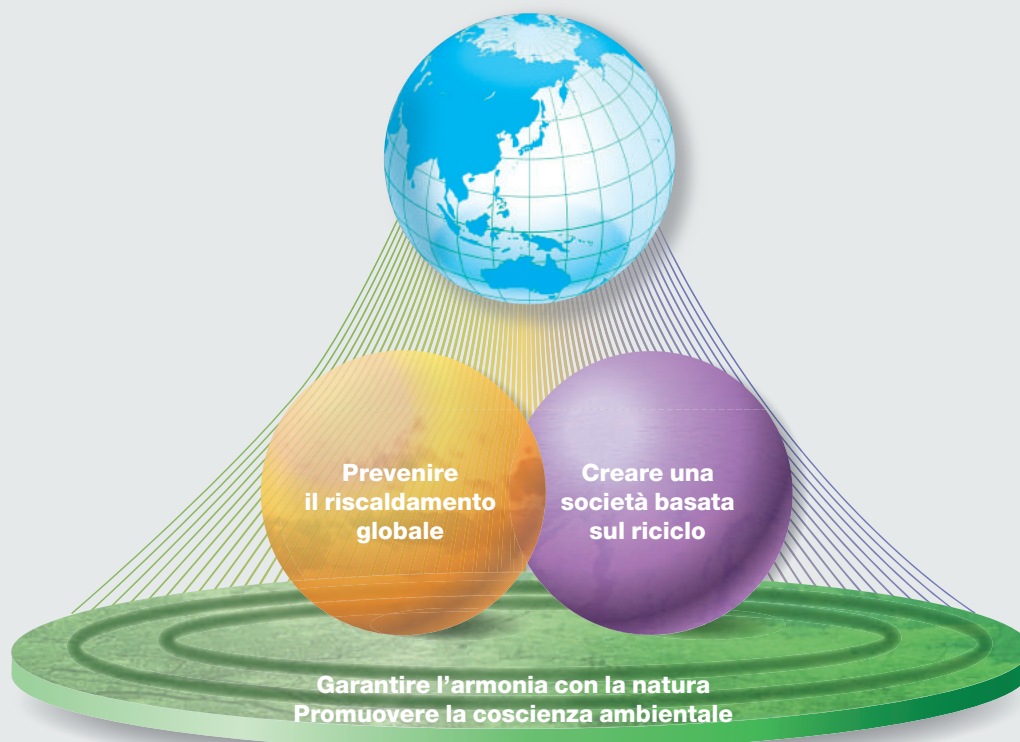 Prevenire
il riscaldamento
globale
Creare una
società basata
sul riciclo
Garantire l'armonia con la natura
Promuovere la coscienza ambientale